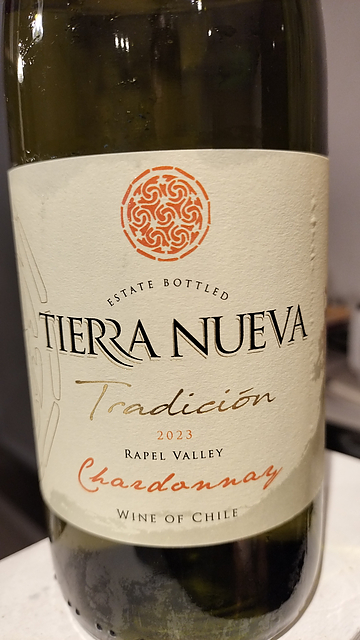 ESTATE BOTTLED
TIERRA NUEVA
Tradición
2023
RAPEL VALLEY
Chardonnay
WINE OF CHILE